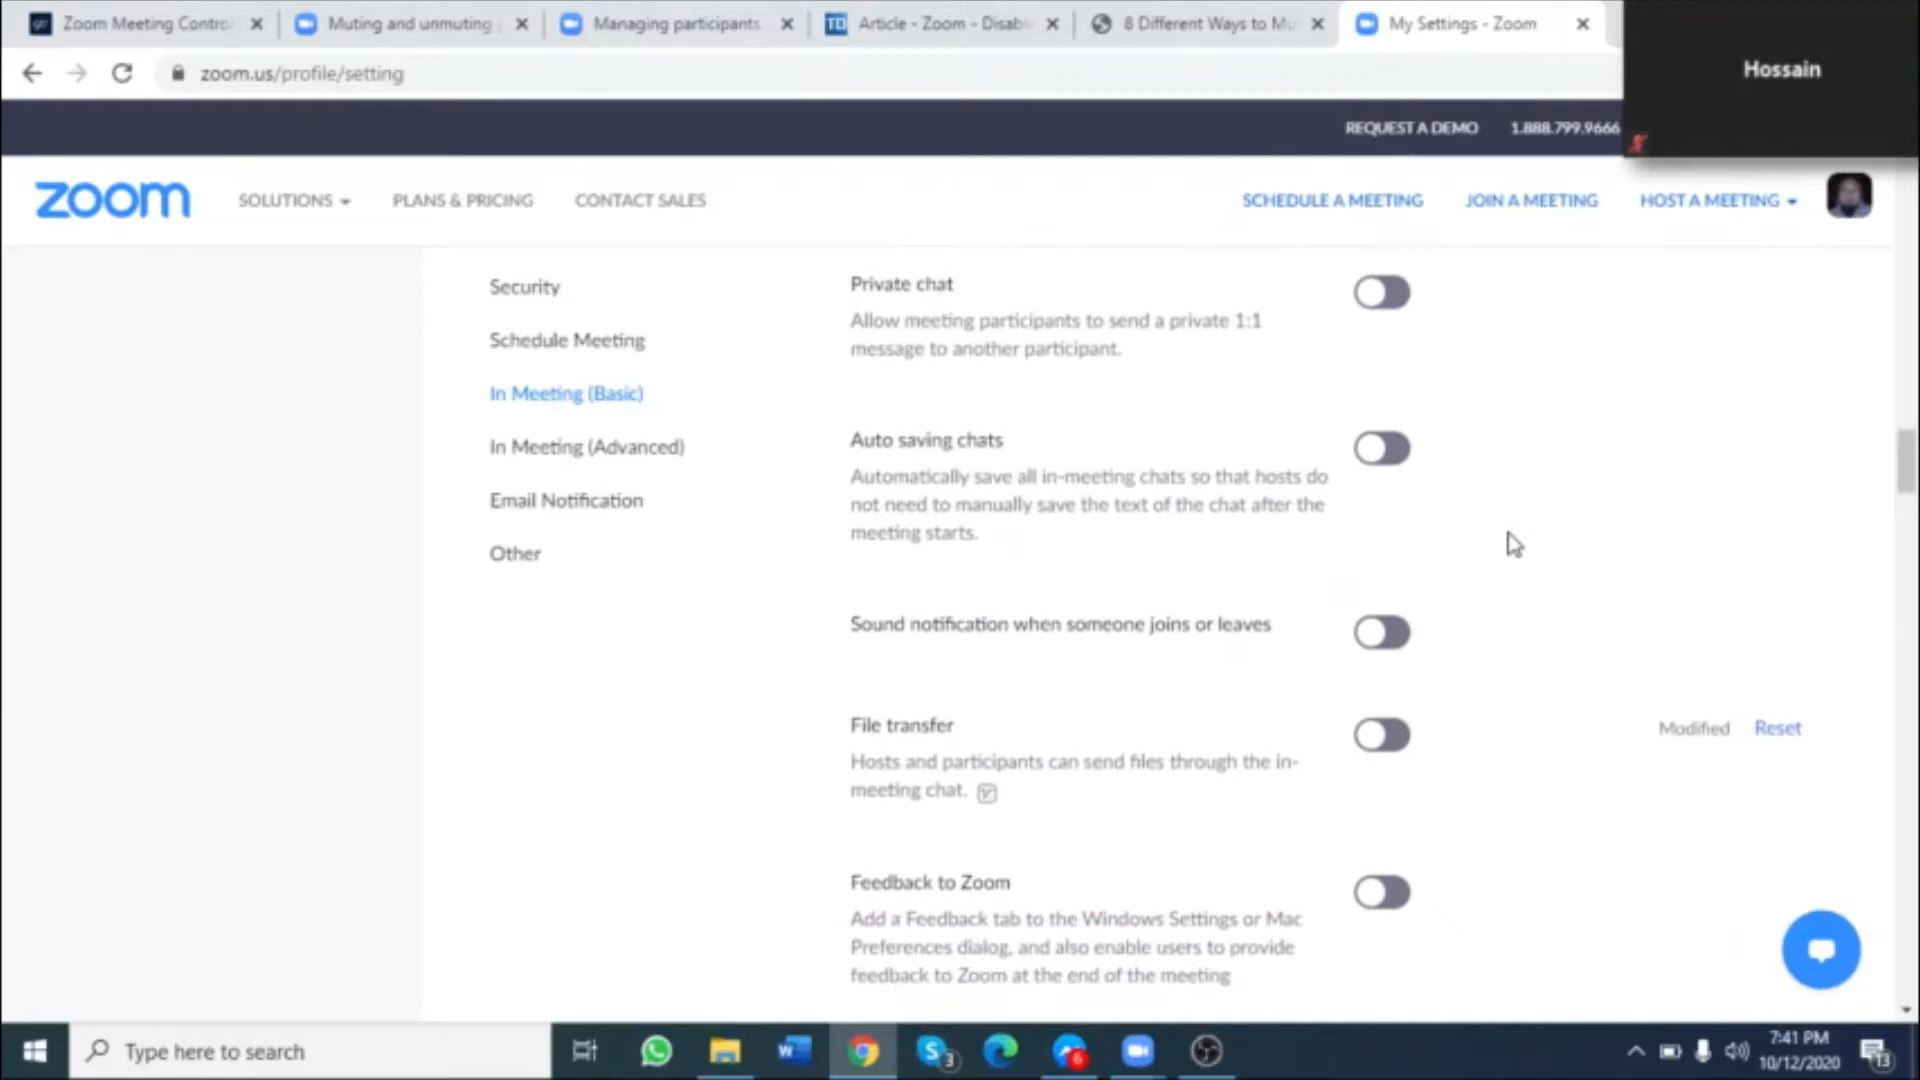 Zoom Meeting Control
Muting and unmuting
Managing participants
TD Article - Zoom - Disabl
8 Different Ways to Mu
My Settings - Zoom
Hossain
zoom.us/profile/setting
REQUEST A DEMO 1.888.799.9666
zoom SOLUTIONS PLANS & PRICING CONTACT SALES SCHEDULE A MEETING JOIN A MEETING HOST A MEETING
Security
Schedule Meeting
In Meeting (Basic)
In Meeting (Advanced)
Email Notification
Other
Private chat
Allow meeting participants to send a private 1:1
message to another participant.
Auto saving chats
Automatically save all in-meeting chats so that hosts do
not need to manually save the text of the chat after the
meeting starts.
Sound notification when someone joins or leaves
File transfer
Modified Reset
Hosts and participants can send files through the in-
meeting chat.
Feedback to Zoom
Add a Feedback tab to the Windows Settings or Mac
Preferences dialog, and also enable users to provide
feedback to Zoom at the end of the meeting
Type here to search
W
S 3
6
7:41 PM
10/12/2020
13